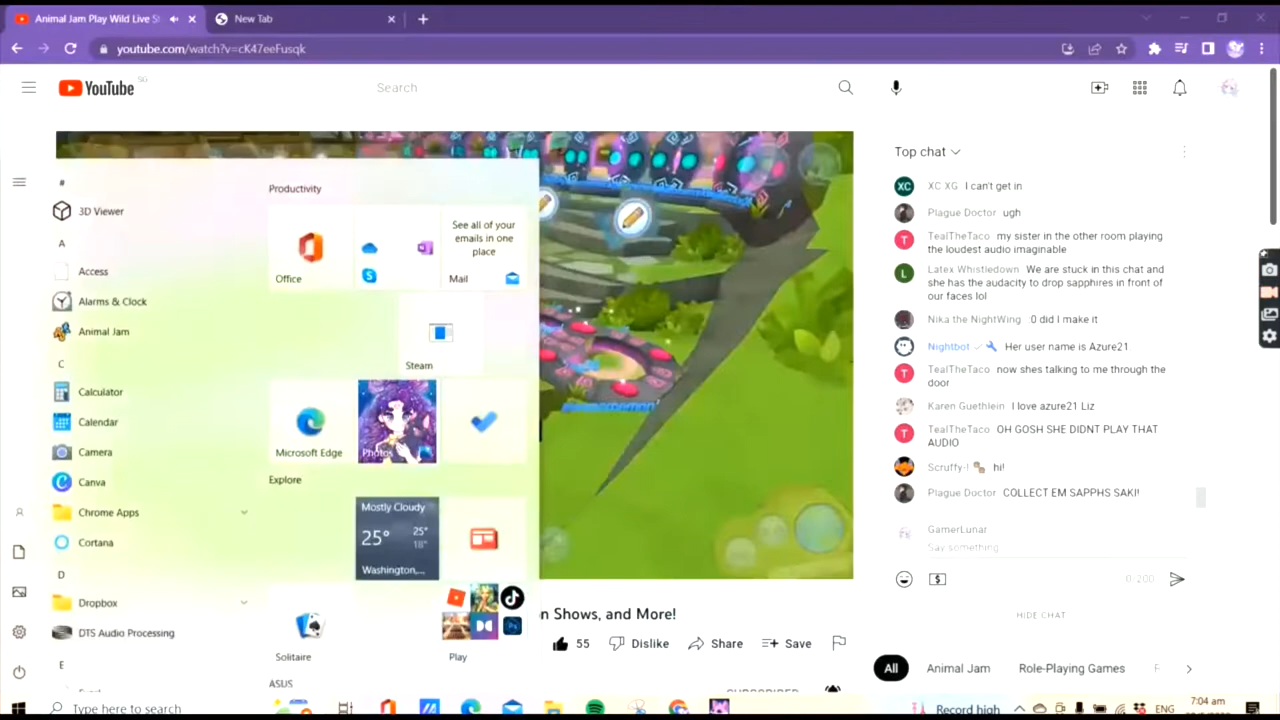 Animal Jam Play Wild Live St
New Tab
youtube.com/watch?v=cK47eeFusqk
YouTube SG
Search
#
3D Viewer
A
Access
Alarms & Clock
Animal Jam
C
Calculator
Calendar
Camera
Canva
Chrome Apps
Cortana
D
Dropbox
DTS Audio Processing
E
Productivity
Office
See all of your
emails in one
place
Mail
Steam
Microsoft Edge
Photos
Explore
Mostly Cloudy
25° 25°
18°
Washington,...
Solitaire
Play
ASUS
Top chat
XC XC XG I can't get in
Plague Doctor ugh
T TealTheTaco my sister in the other room playing
the loudest audio imaginable
L Latex Whistledown We are stuck in this chat and
she has the audacity to drop sapphires in front of
our faces lol
Nika the NightWing :0 did I make it
Nightbot Her user name is Azure21
T TealTheTaco now shes talking to me through the
door
Karen Guethlein I love azure21 Liz
T TealTheTaco OH GOSH SHE DIDNT PLAY THAT
AUDIO
Scruffy-! hi!
Plague Doctor COLLECT EM SAPPHS SAKI!
GamerLunar
Say something
0/200
HIDE CHAT
n Shows, and More!
55 Dislike Share Save
All Animal Jam Role-Playing Games
SUBSCRIBED
Type here to search
Record high
ENG
7:04 am